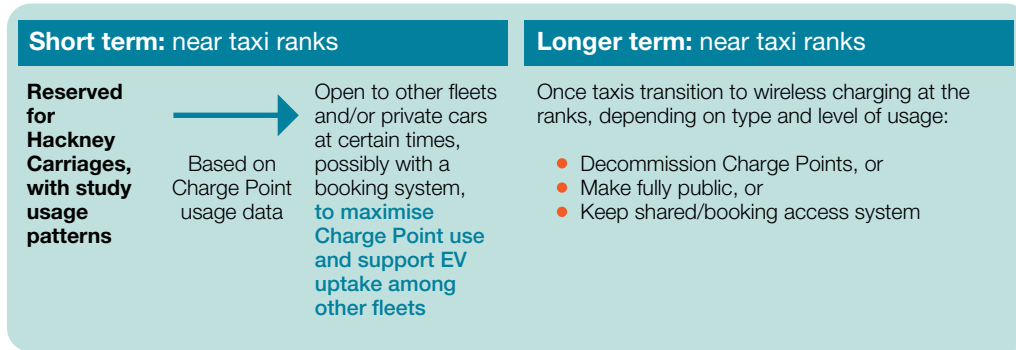 Short term: near taxi ranks
Reserved
for
Hackney
Carriages,
with study
usage
patterns
Based on
Charge Point
usage data
Open to other fleets
and/or private cars
at certain times,
possibly with a
booking system,
to maximise
Charge Point use
and support EV
uptake among
other fleets
Longer term: near taxi ranks
Once taxis transition to wireless charging at the
ranks, depending on type and level of usage:
• Decommission Charge Points, or
• Make fully public, or
• Keep shared/booking access system